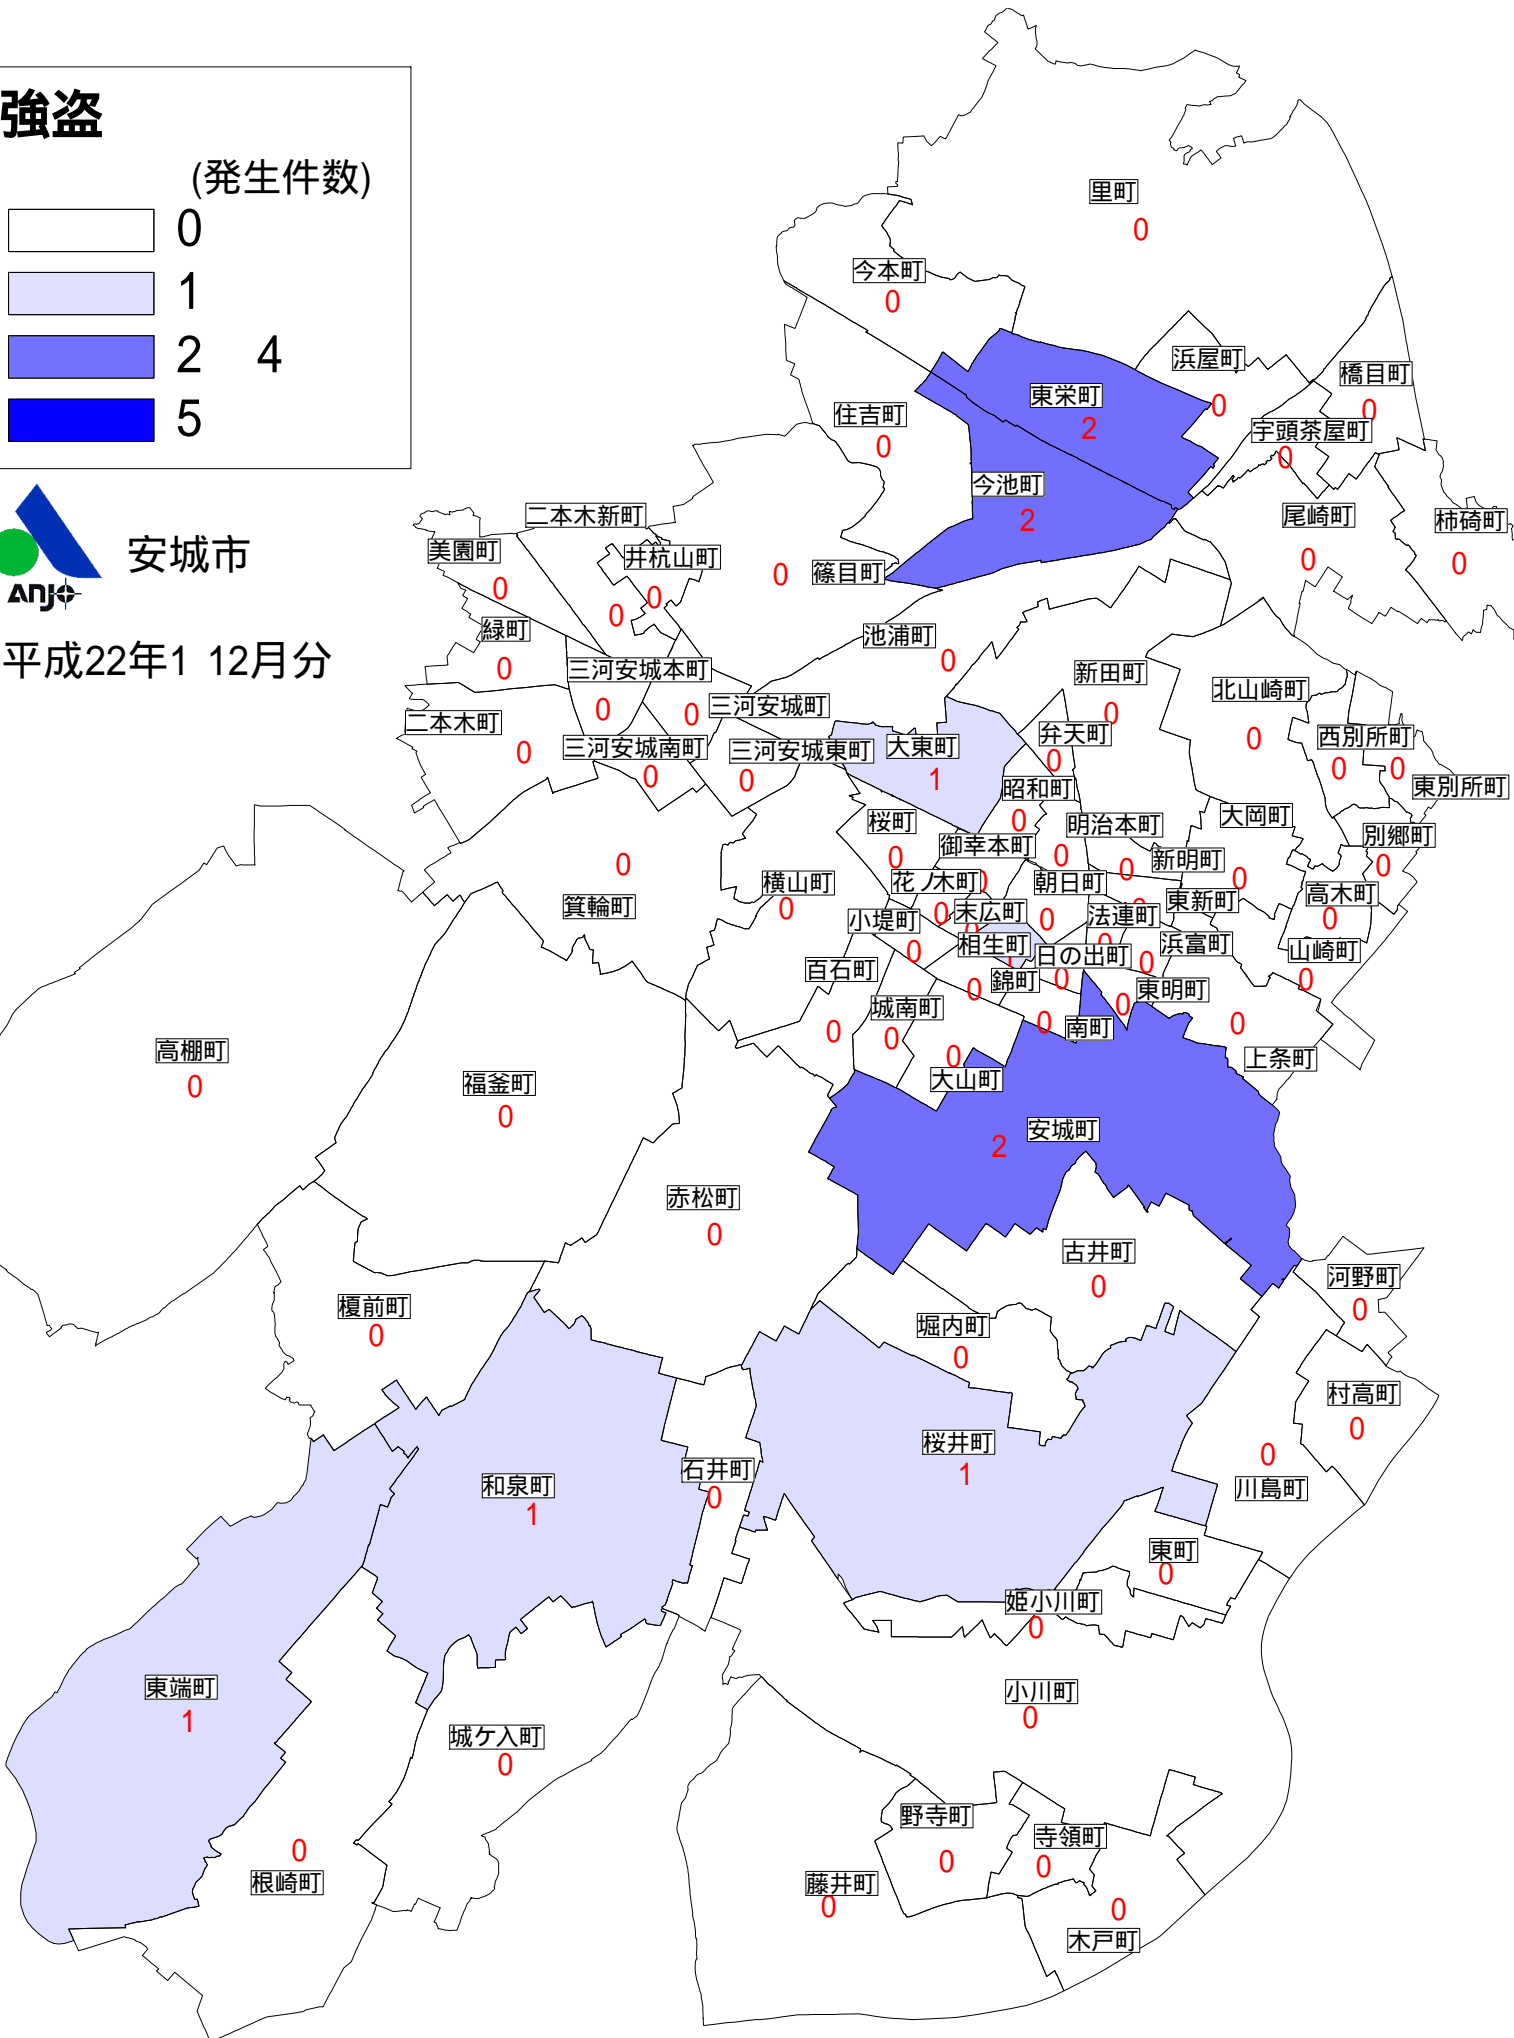 強盗
(発生件数)
0
1
2 4
5
安城市
ANJO
平成22年1 12月分
里町
0
今本町
0
浜屋町
0
橋目町
0
東栄町
2
住吉町
0
宇頭茶屋町
0
今池町
2
尾崎町
0
柿碕町
0
二本木新町
0
美園町
0
井杭山町
0
篠目町
0
緑町
0
池浦町
0
三河安城本町
0
新田町
0
北山崎町
0
三河安城町
0
二本木町
0
三河安城南町
0
三河安城東町
0
大東町
1
弁天町
0
西別所町
0
東別所町
0
昭和町
0
桜町
0
御幸本町
0
明治本町
0
新明町
0
大岡町
0
別郷町
0
箕輪町
0
横山町
0
花ノ木町
0
朝日町
0
東新町
0
高木町
0
小堤町
0
末広町
0
法連町
0
相生町
1
日の出町
0
浜富町
0
山崎町
0
百石町
0
錦町
0
東明町
0
城南町
0
南町
0
上条町
0
大山町
0
高棚町
0
福釜町
0
安城町
2
赤松町
0
古井町
0
河野町
0
榎前町
0
堀内町
0
村高町
0
桜井町
1
和泉町
1
石井町
0
川島町
0
東町
0
姫小川町
0
東端町
1
小川町
0
城ケ入町
0
野寺町
0
寺領町
0
根崎町
0
藤井町
0
木戸町
0